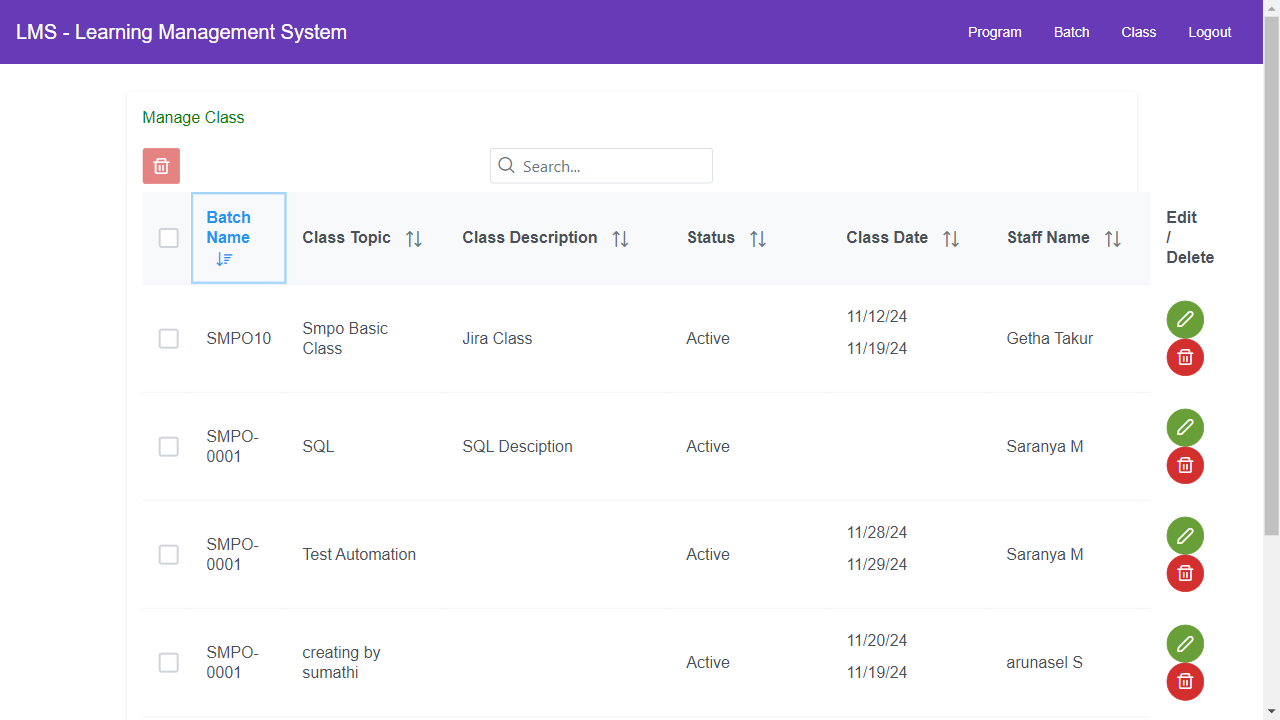 LMS - Learning Management System
Program
Batch
Class
Logout
Manage Class
Search...
Batch
Name
Class Topic
Class Description
Status
Class Date
Staff Name
Edit
/
Delete
SMPO10
Smpo Basic
Class
Jira Class
Active
11/12/24
11/19/24
Getha Takur
SMPO-
0001
SQL
SQL Desciption
Active
Saranya M
SMPO-
0001
Test Automation
Active
11/28/24
11/29/24
Saranya M
SMPO-
0001
creating by
sumathi
Active
11/20/24
11/19/24
arunasel S